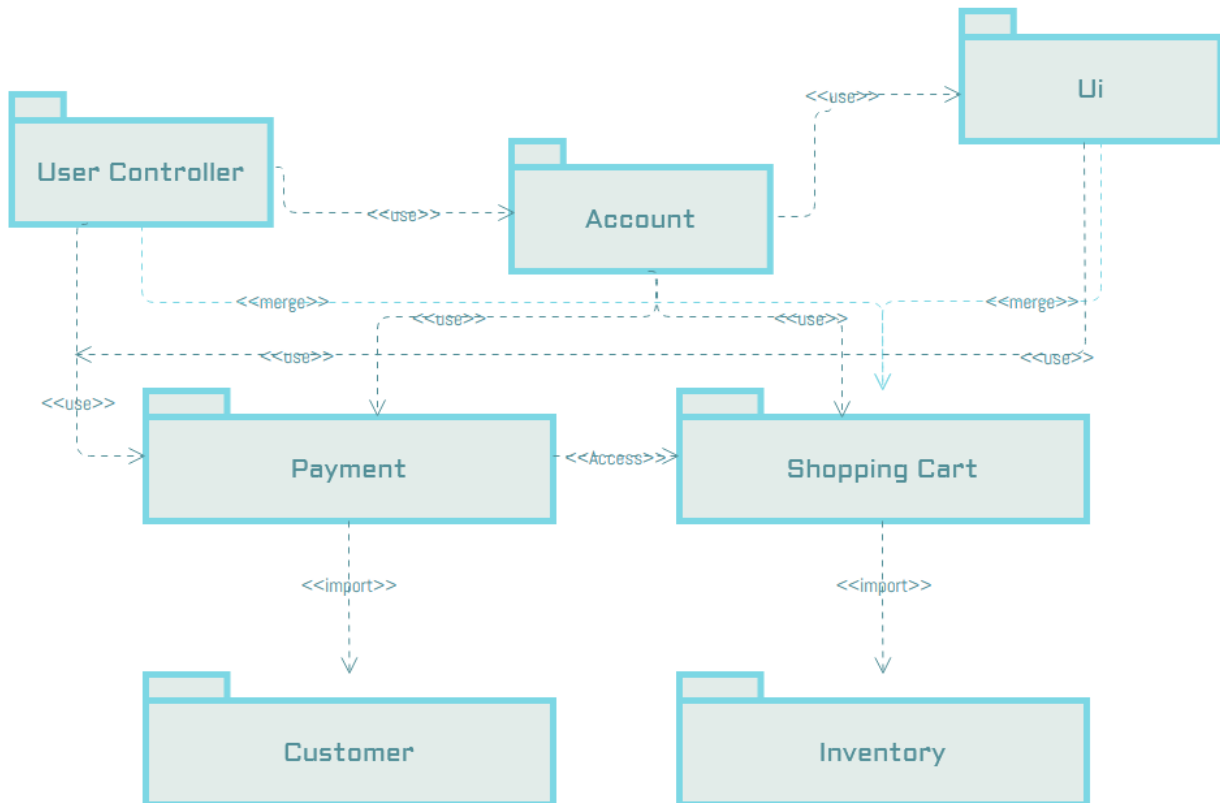 Ui
<<use>>
User Controller
<<use>>
Account
<<merge>>
<<merge>>
<<use>>
<<use>>
<<use>>
<<use>>
<<use>>
Payment
<<Access>>
Shopping Cart
<<import>>
<<import>>
Customer
Inventory